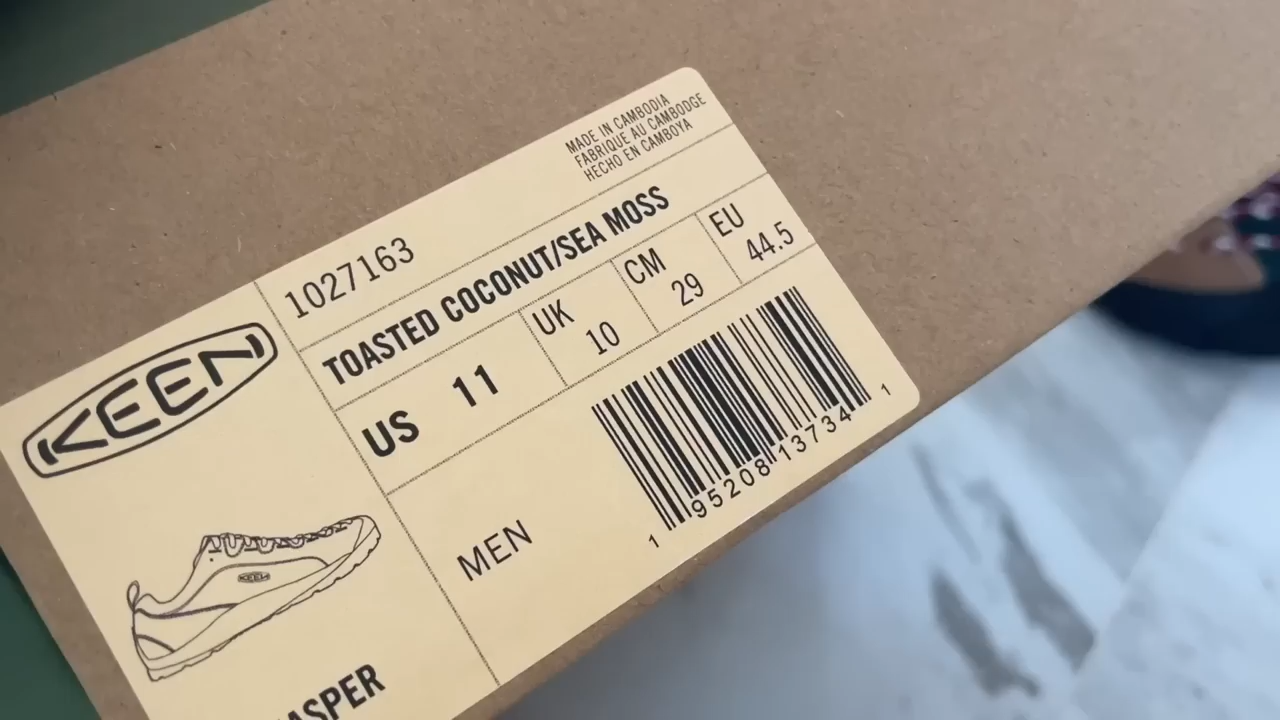 MADE IN CAMBODIA
FABRIQUE AU CAMBODGE
HECHO EN CAMBOYA
1027163
TOASTED COCONUT/SEA MOSS
US 11
UK 10
CM 29
EU 44.5
KEEN
MEN
1 95208 13734 1
KEEN